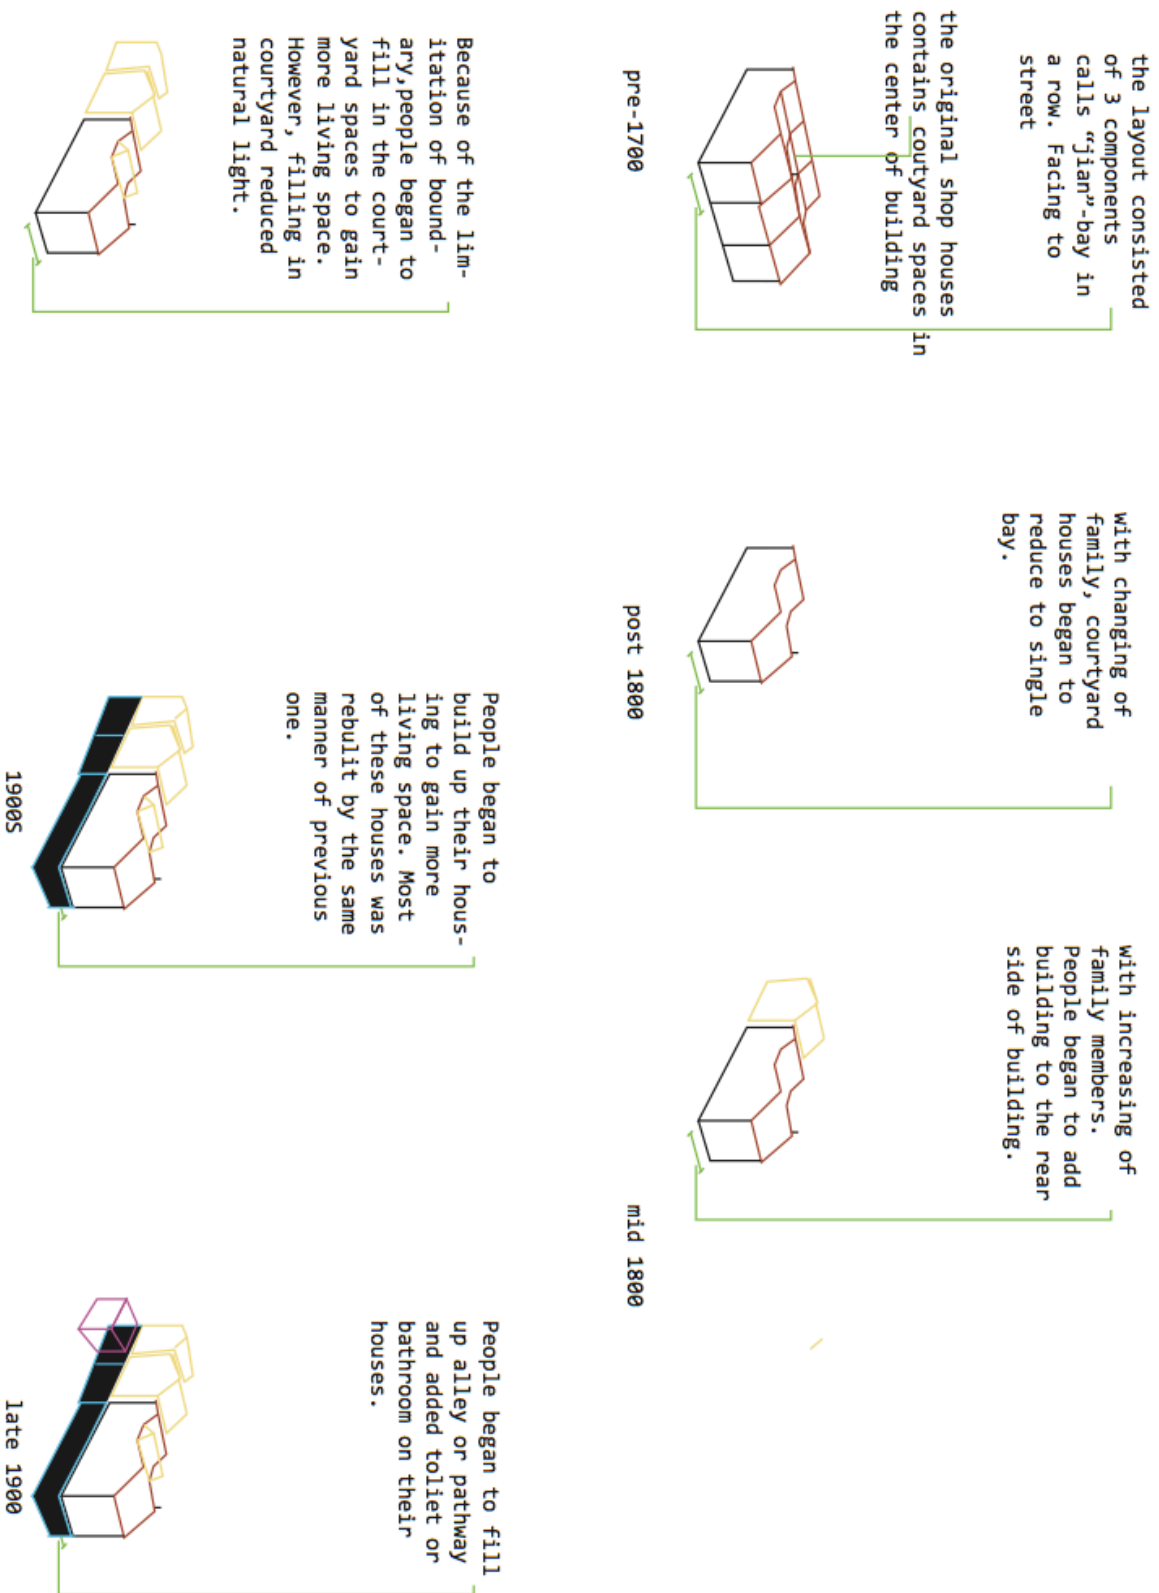 the layout consisted
of 3 components
calls “jian”-bay in
a row. Facing to
street
the original shop houses
contains coutyard spaces in
the center of building
pre-1700
with changing of
family, courtyard
houses began to
reduce to single
bay.
post 1800
with increasing of
family members.
People began to add
building to the rear
side of building.
mid 1800
Because of the lim-
itation of bound-
ary,people began to
fill in the court-
yard spaces to gain
more living space.
However, filling in
courtyard reduced
natural light.
People began to
build up their hous-
ing to gain more
living space. Most
of these houses was
rebulit by the same
manner of previous
one.
1900S
People began to fill
up alley or pathway
and added toliet or
bathroom on their
houses.
late 1900